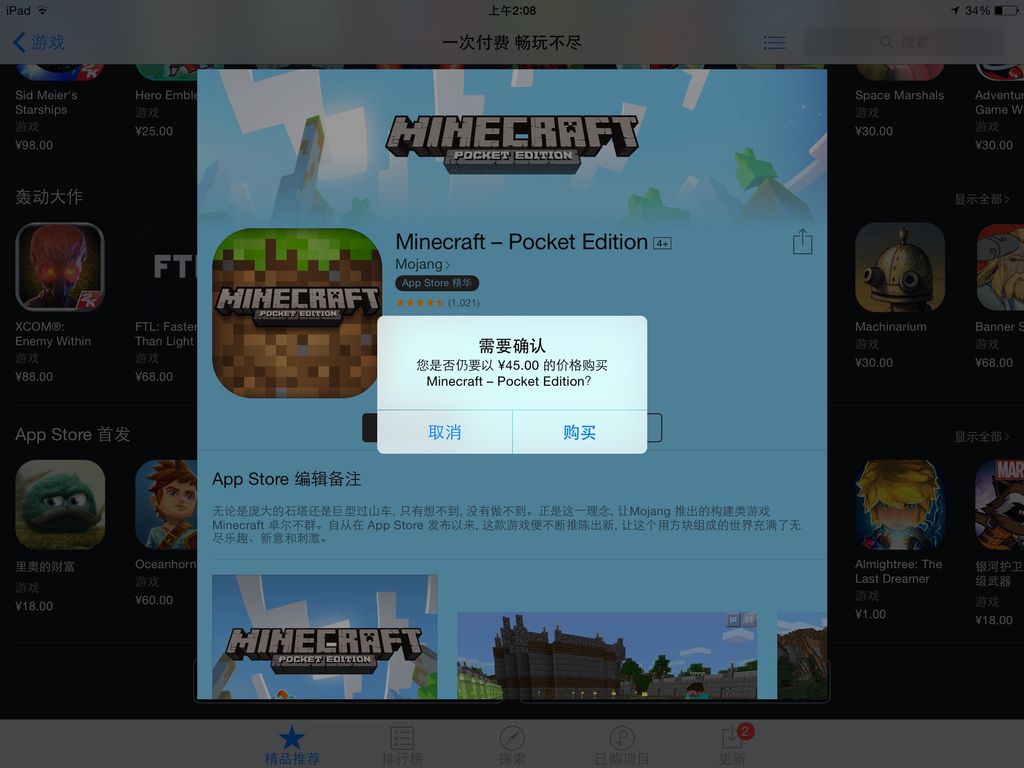 iPad
上午2:08
34%
游戏
一次付费 畅玩不尽
搜索
Sid Meier's
Starships
游戏
¥98.00
Hero Emble
游戏
¥25.00
Space Marshals
游戏
¥30.00
Adventu
Game W
游戏
¥30.00
MINECRAFT
POCKET EDITION
轰动大作
显示全部
2K
XCOM®:
Enemy Within
游戏
¥88.00
FTL
FTL: Faster
Than Light
游戏
¥68.00
Machinarium
游戏
¥30.00
Banner S
游戏
¥68.00
MINECRAFT
POCKET EDITION
Minecraft – Pocket Edition 4+
Mojang
App Store 精华
(1,021)
需要确认
您是否仍要以 ¥45.00 的价格购买
Minecraft – Pocket Edition?
取消
购买
App Store 首发
显示全部
里奥的财富
游戏
¥18.00
Oceanhorn
游戏
¥60.00
Almightree: The
Last Dreamer
游戏
¥1.00
MAR
银河护卫
级武器
游戏
¥18.00
App Store 编辑备注
无论是庞大的石塔还是巨型过山车, 只有想不到, 没有做不到。正是这一理念, 让Mojang 推出的构建类游戏
Minecraft 卓尔不群。自从在 App Store 发布以来, 这款游戏便不断推陈出新, 让这个用方块组成的世界充满了无
尽乐趣、新意和刺激。
MINECRAFT
POCKET EDITION
精品推荐
排行榜
探索
已购项目
更新
2